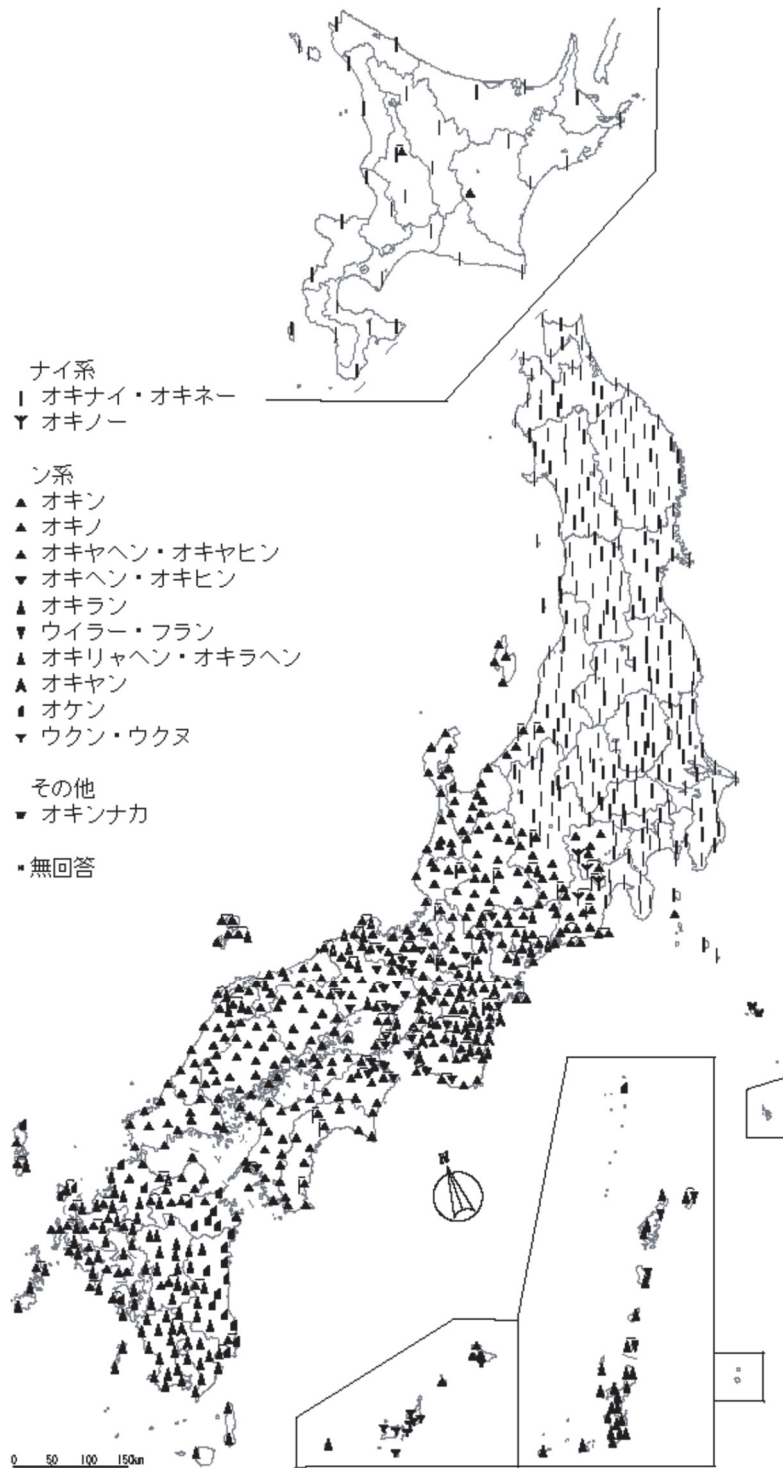 ナイ系
オキナイ・オキネー
オキノー
ン系
オキン
オキノ
オキヤヘン・オキヤヒン
オキヘン・オキヒン
オキラン
ウイラー・フラン
オキリャヘン・オキラヘン
オキヤン
オケン
ウクン・ウクヌ
その他
オキンナカ
無回答
N
0 50 100 150km